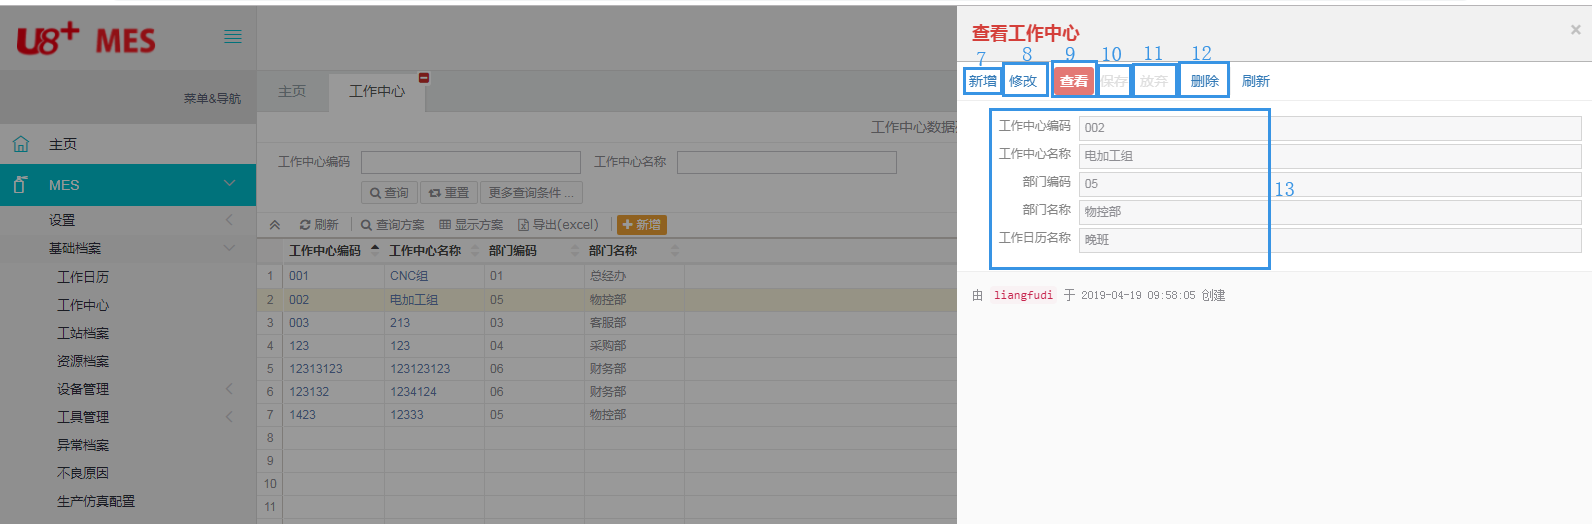 U8+ MES
菜单&导航
主页
MES
设置
基础档案
工作日历
工作中心
工站档案
资源档案
设备管理
工具管理
异常档案
不良原因
生产仿真配置
主页 工作中心
工作中心数据
工作中心编码 工作中心名称
查询 重置 更多查询条件 ...
刷新 查询方案 显示方案 导出(excel) 新增
工作中心编码 工作中心名称 部门编码 部门名称
1 001 CNC组 01 总经办
2 002 电加工组 05 物控部
3 003 213 03 客服部
4 123 123 04 采购部
5 12313123 123123123 06 财务部
6 123132 1234124 06 财务部
7 1423 12333 05 物控部
8
9
10
11
查看工作中心 ×
7 8 9 10 11 12
新增 修改 查看 保存 放弃 删除 刷新
工作中心编码 002
工作中心名称 电加工组
部门编码 05
13
部门名称 物控部
工作日历名称 晚班
由 liangfudi 于 2019-04-19 09:58:05 创建